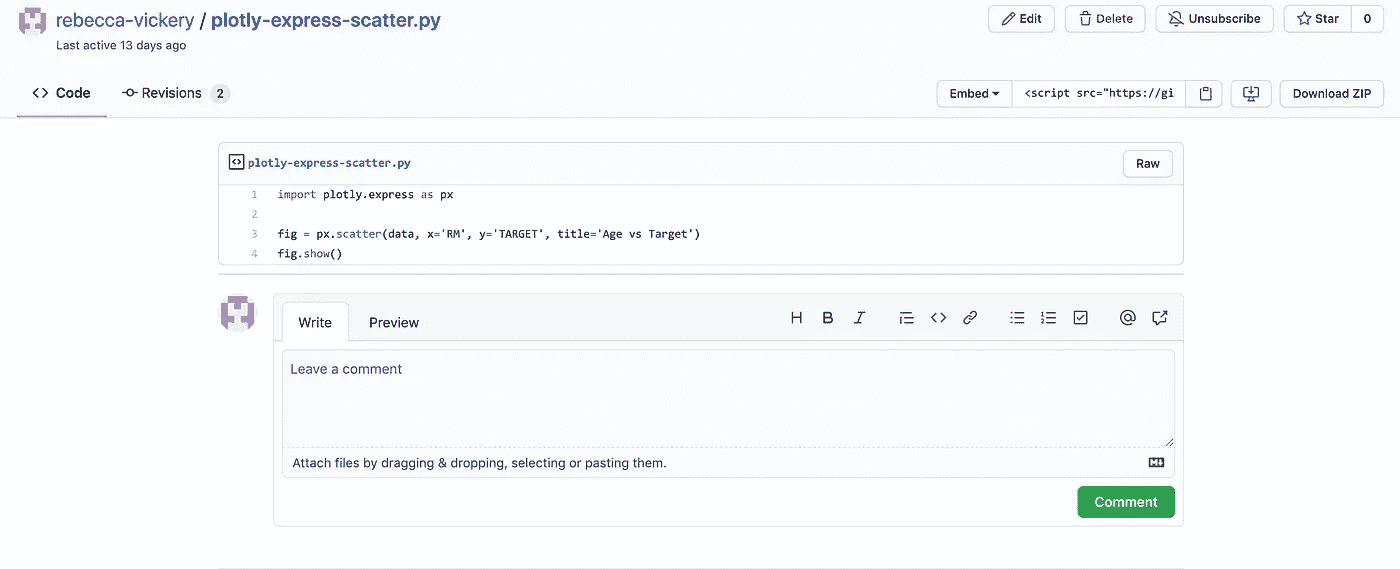 rebecca-vickery / plotly-express-scatter.py
Edit Delete Unsubscribe Star 0
Last active 13 days ago
<> Code Revisions 2
Embed <script src="https://gi Download ZIP
plotly-express-scatter.py Raw
1 import plotly.express as px
2
3 fig = px.scatter(data, x='RM', y='TARGET', title='Age vs Target')
4 fig.show()
Write Preview H B I <> @
Leave a comment
Attach files by dragging & dropping, selecting or pasting them.
Comment